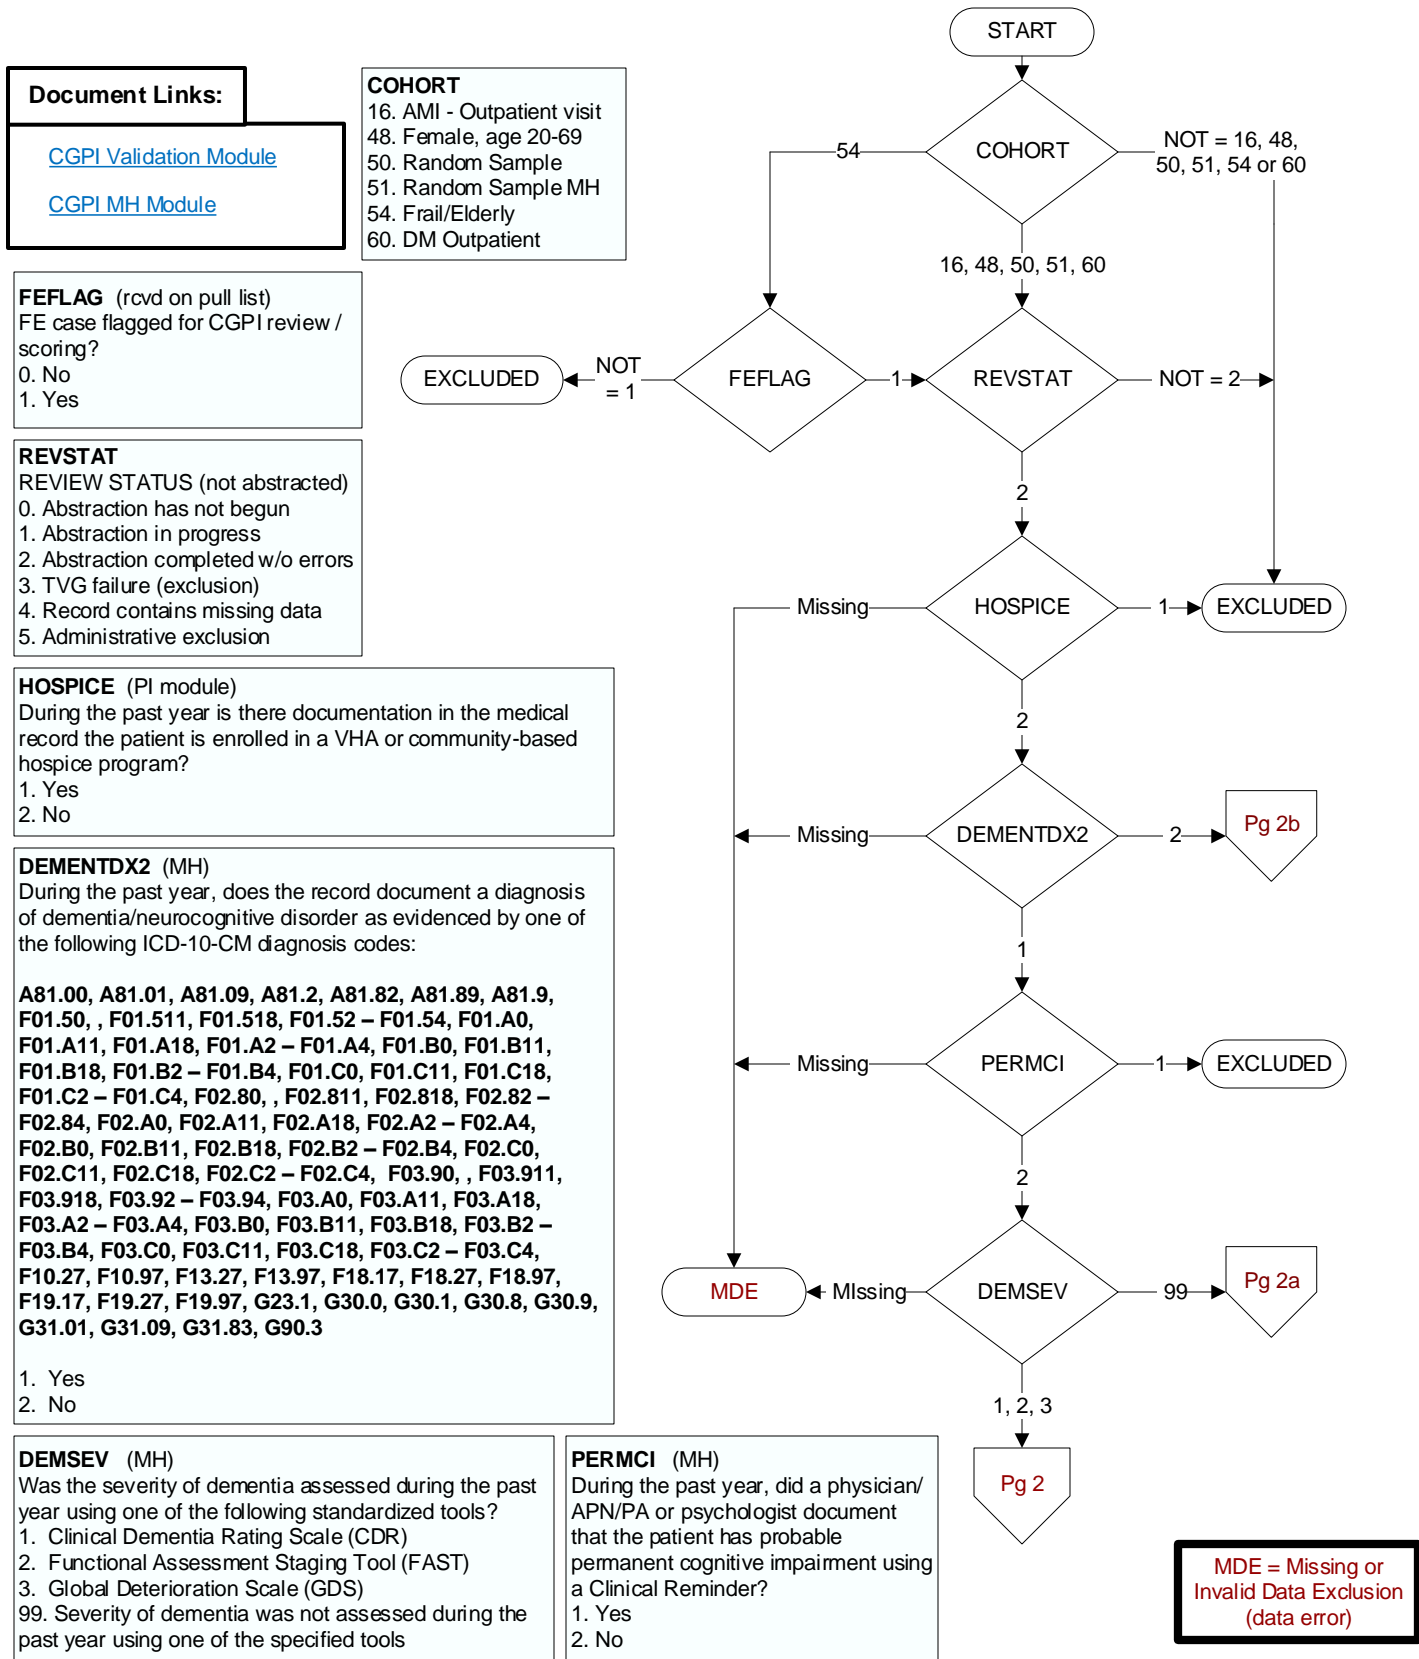 Document Links:
CGPI Validation Module
CGPI MH Module
COHORT
16. AMI - Outpatient visit
48. Female, age 20-69
50. Random Sample
51. Random Sample MH
54. Frail/Elderly
60. DM Outpatient
FEFLAG (rcvd on pull list)
FE case flagged for CGPI review /
scoring?
0. No
1. Yes
REVSTAT
REVIEW STATUS (not abstracted)
0. Abstraction has not begun
1. Abstraction in progress
2. Abstraction completed w/o errors
3. TVG failure (exclusion)
4. Record contains missing data
5. Administrative exclusion
HOSPICE (PI module)
During the past year is there documentation in the medical
record the patient is enrolled in a VHA or community-based
hospice program?
1. Yes
2. No
DEMENTDX2 (MH)
During the past year, does the record document a diagnosis
of dementia/neurocognitive disorder as evidenced by one of
the following ICD-10-CM diagnosis codes:
A81.00, A81.01, A81.09, A81.2, A81.82, A81.89, A81.9,
F01.50, , F01.511, F01.518, F01.52 – F01.54, F01.A0,
F01.A11, F01.A18, F01.A2 – F01.A4, F01.B0, F01.B11,
F01.B18, F01.B2 – F01.B4, F01.C0, F01.C11, F01.C18,
F01.C2 – F01.C4, F02.80, , F02.811, F02.818, F02.82 –
F02.84, F02.A0, F02.A11, F02.A18, F02.A2 – F02.A4,
F02.B0, F02.B11, F02.B18, F02.B2 – F02.B4, F02.C0,
F02.C11, F02.C18, F02.C2 – F02.C4, F03.90, , F03.911,
F03.918, F03.92 – F03.94, F03.A0, F03.A11, F03.A18,
F03.A2 – F03.A4, F03.B0, F03.B11, F03.B18, F03.B2 –
F03.B4, F03.C0, F03.C11, F03.C18, F03.C2 – F03.C4,
F10.27, F10.97, F13.27, F13.97, F18.17, F18.27, F18.97,
F19.17, F19.27, F19.97, G23.1, G30.0, G30.1, G30.8, G30.9,
G31.01, G31.09, G31.83, G90.3
1. Yes
2. No
DEMSEV (MH)
Was the severity of dementia assessed during the past
year using one of the following standardized tools?
1. Clinical Dementia Rating Scale (CDR)
2. Functional Assessment Staging Tool (FAST)
3. Global Deterioration Scale (GDS)
99. Severity of dementia was not assessed during the
past year using one of the specified tools
PERMCI (MH)
During the past year, did a physician/
APN/PA or psychologist document
that the patient has probable
permanent cognitive impairment using
a Clinical Reminder?
1. Yes
2. No
START
COHORT
54
NOT = 16, 48,
50, 51, 54 or 60
16, 48, 50, 51, 60
EXCLUDED
NOT
= 1
FEFLAG
1
REVSTAT
NOT = 2
2
Missing
HOSPICE
1
EXCLUDED
2
Missing
DEMENTDX2
2
Pg 2b
1
Missing
PERMCI
1
EXCLUDED
2
MDE
MIssing
DEMSEV
99
Pg 2a
1, 2, 3
Pg 2
MDE = Missing or
Invalid Data Exclusion
(data error)